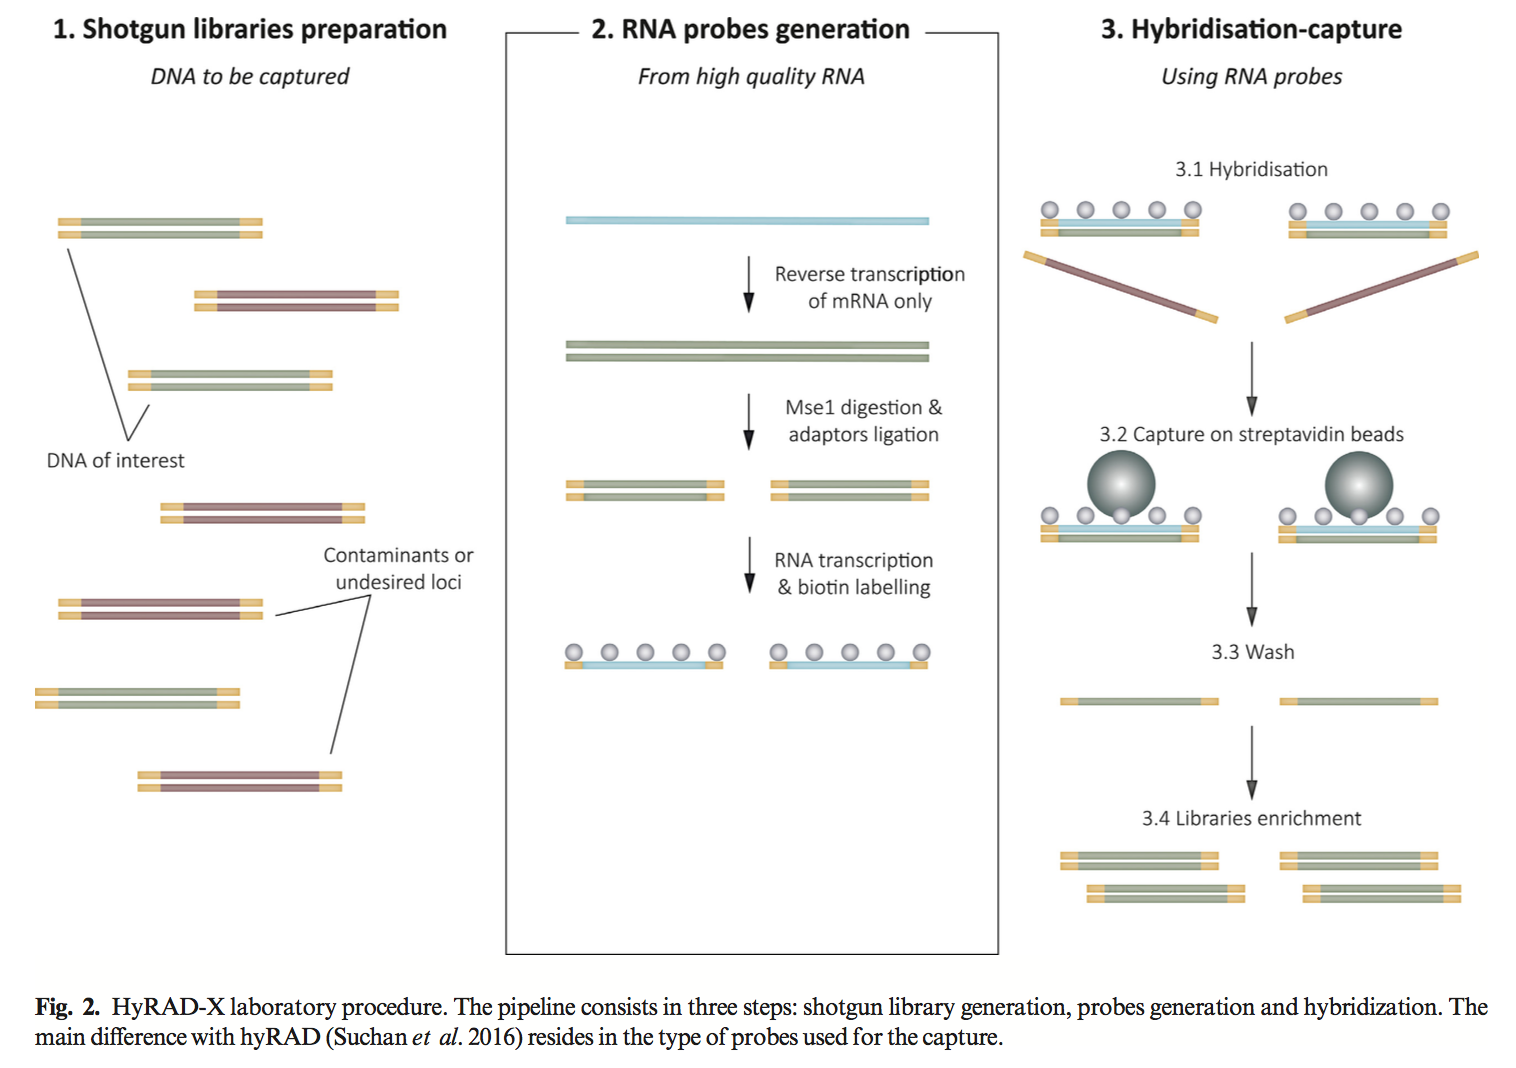 1. Shotgun libraries preparation
DNA to be captured
DNA of interest
Contaminants or
undesired loci
2. RNA probes generation
From high quality RNA
Reverse transcription
of mRNA only
Mse1 digestion &
adaptors ligation
RNA transcription
& biotin labelling
3. Hybridisation-capture
Using RNA probes
3.1 Hybridisation
3.2 Capture on streptavidin beads
3.3 Wash
3.4 Libraries enrichment
Fig. 2. HyRAD-X laboratory procedure. The pipeline consists in three steps: shotgun library generation, probes generation and hybridization. The
main difference with hyRAD (Suchan et al. 2016) resides in the type of probes used for the capture.